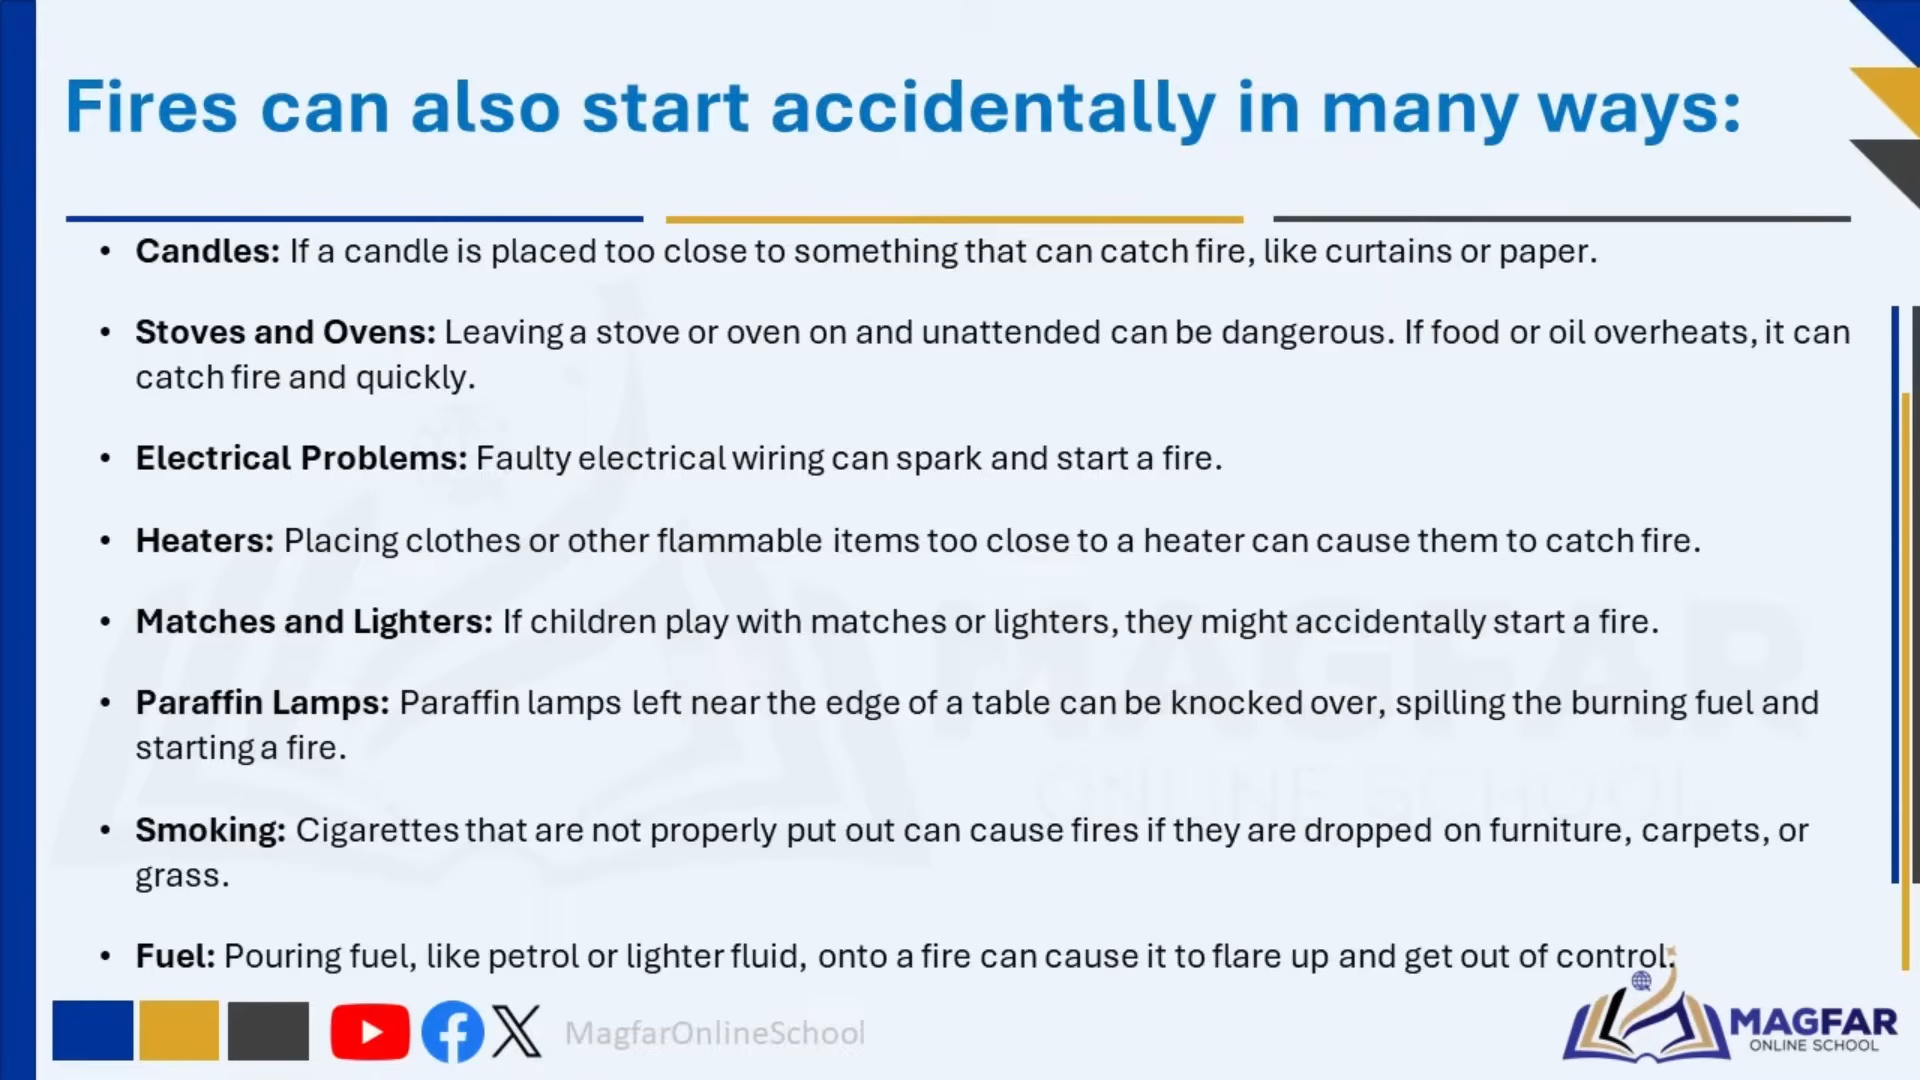 Fires can also start accidentally in many ways:
• Candles: If a candle is placed too close to something that can catch fire, like curtains or paper.
• Stoves and Ovens: Leaving a stove or oven on and unattended can be dangerous. If food or oil overheats, it can
catch fire and quickly.
• Electrical Problems: Faulty electrical wiring can spark and start a fire.
• Heaters: Placing clothes or other flammable items too close to a heater can cause them to catch fire.
• Matches and Lighters: If children play with matches or lighters, they might accidentally start a fire.
• Paraffin Lamps: Paraffin lamps left near the edge of a table can be knocked over, spilling the burning fuel and
starting a fire.
• Smoking: Cigarettes that are not properly put out can cause fires if they are dropped on furniture, carpets, or
grass.
• Fuel: Pouring fuel, like petrol or lighter fluid, onto a fire can cause it to flare up and get out of control.
MagfarOnlineSchool
MAGFAR
ONLINE SCHOOL
MAGFAR
ONLINE SCHOOL